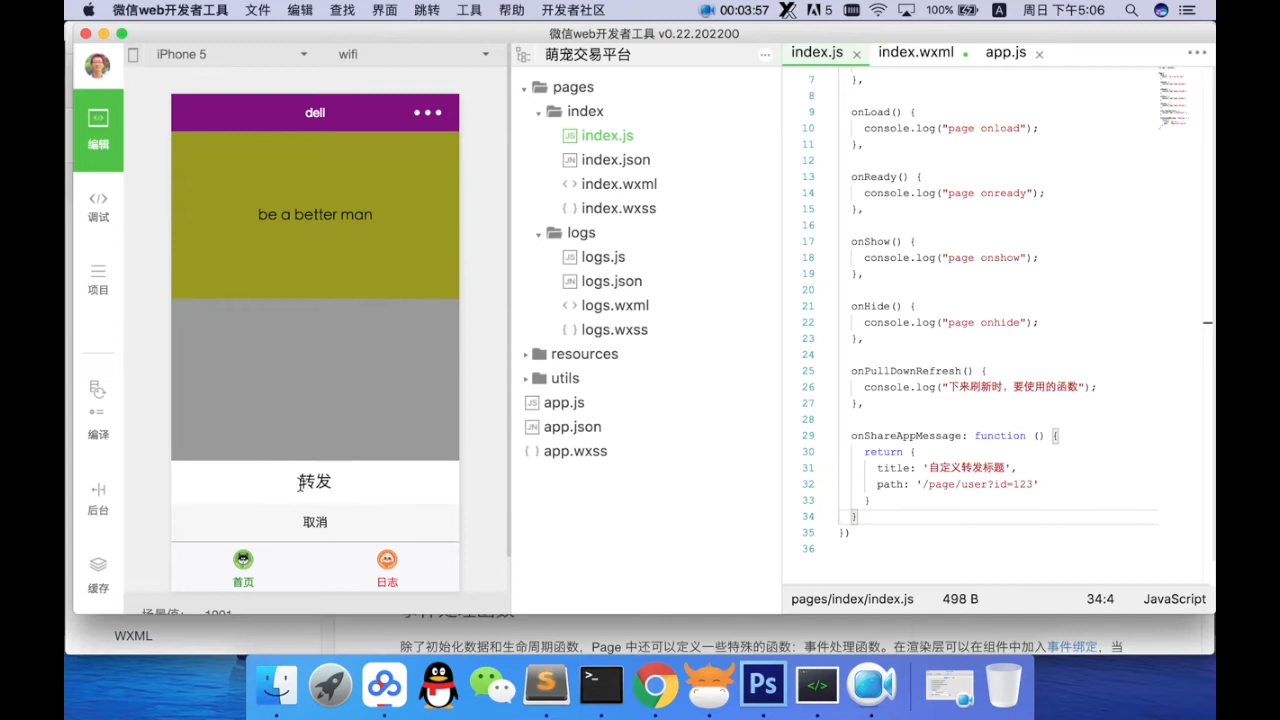 微信web开发者工具 文件 编辑 查找 界面 跳转 工具 帮助 开发者社区 00:03:57 5 100% A 周日 下午5:06
微信web开发者工具 v0.22.202200
iPhone 5 wifi
萌宠交易平台
index.js
index.wxml
app.js
编辑
调试
项目
编译
后台
缓存
dell
be a better man
转发
取消
首页
日志
pages
index
JS index.js
JN index.json
<> index.wxml
{ } index.wxss
logs
JS logs.js
JN logs.json
<> logs.wxml
{ } logs.wxss
resources
utils
JS app.js
JN app.json
{ } app.wxss
7 },
8
9 onLoad() {
10 console.log("page onload");
11 },
12
13 onReady() {
14 console.log("page onready");
15 },
16
17 onShow() {
18 console.log("page onshow");
19 },
20
21 onHide() {
22 console.log("page onhide");
23 },
24
25 onPullDownRefresh() {
26 console.log("下来刷新时，要使用的函数");
27 },
28
29 onShareAppMessage: function () {
30 return {
31 title: '自定义转发标题',
32 path: '/page/user?id=123'
33 }
34 }
35 })
36
pages/index/index.js 498 B 34:4 JavaScript
WXML
除了初始化数据和生命周期函数，Page 中还可以定义一些特殊的函数：事件处理函数。在渲染层可以在组件中加入事件绑定，当
S
>_
Ps
</>